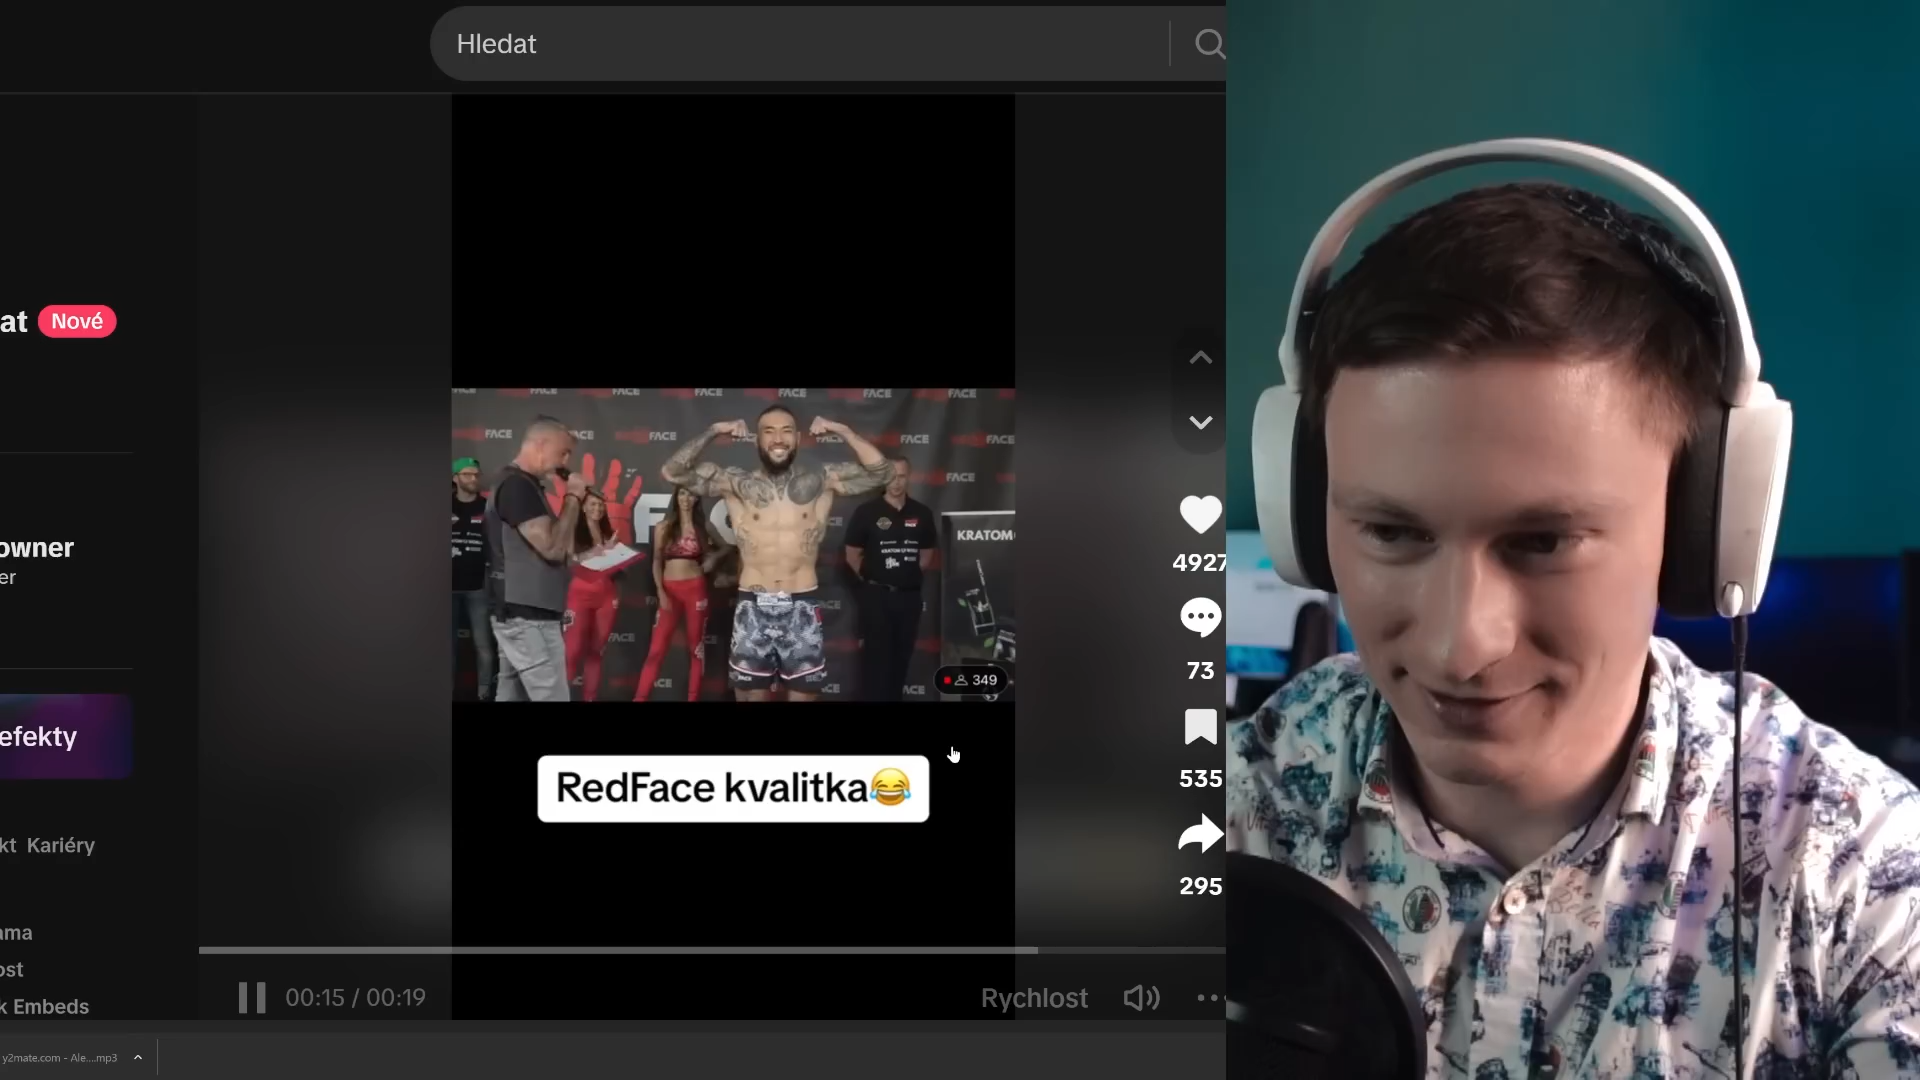 Hledat
at Nové
owner
er
efekty
kt Kariéry
ama
ost
k Embeds
FACE
KRATOM
349
RedFace kvalitka😂
4927
73
535
295
00:15 / 00:19
Rychlost
y2mate.com - Ale....mp3